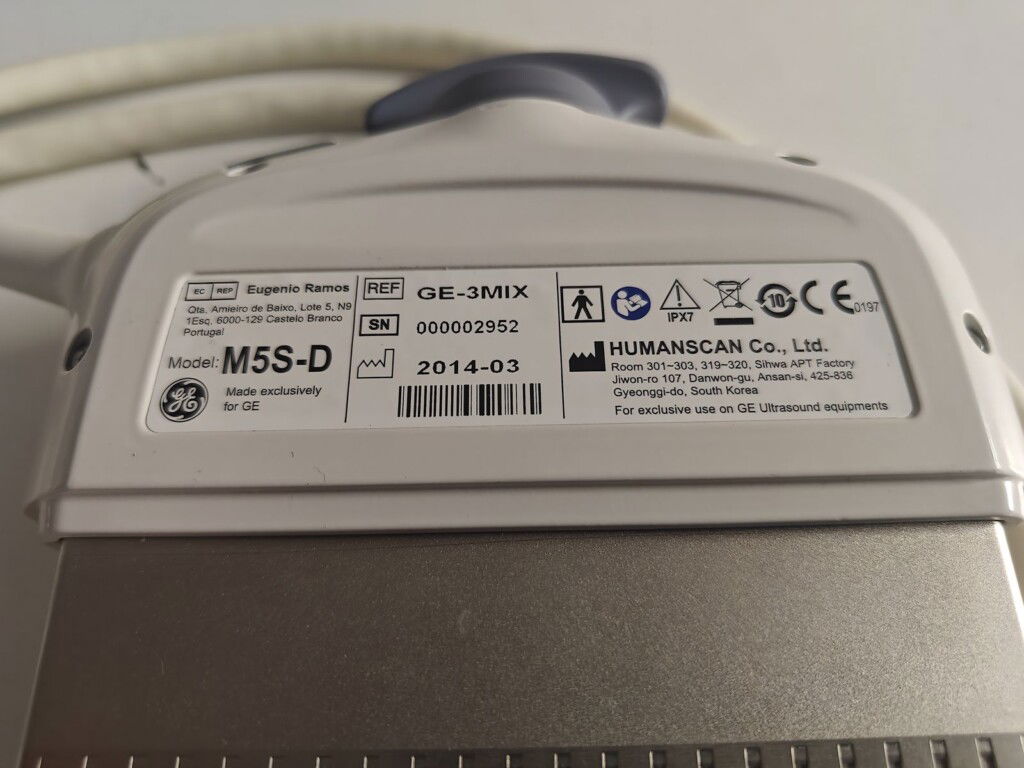 EC REP Eugenio Ramos
Qta. Amieiro de Baixo, Lote 5, N9
1Esq, 6000-129 Castelo Branco
Portugal
Model: M5S-D
GE
Made exclusively
for GE
REF GE-3MIX
SN 000002952
2014-03
IPX7
10
CE 0197
HUMANSCAN Co., Ltd.
Room 301~303, 319~320, Sihwa APT Factory
Jiwon-ro 107, Danwon-gu, Ansan-si, 425-836
Gyeonggi-do, South Korea
For exclusive use on GE Ultrasound equipments